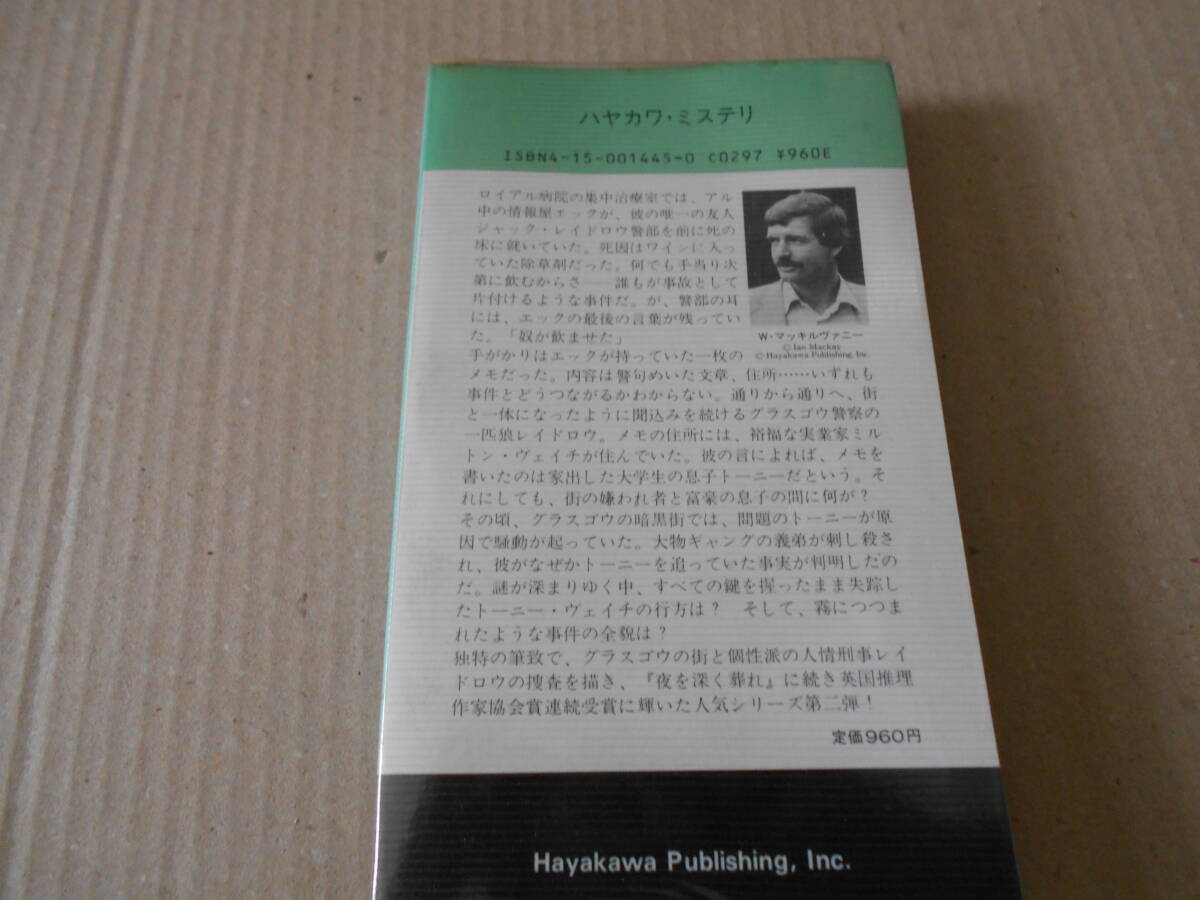 ハヤカワ・ミステリ
ISBN4-15-001445-0 C0297 ¥960E
ロイアル病院の集中治療室では、アル
中の情報屋エックが、彼の唯一の友人
ジャック・レイドロウ警部を前に死の
床に就いていた。死因はワインに入っ
ていた除草剤だった。何でも手当り次
第に飲むからさ──誰もが事故として
片付けるような事件だ。が、警部の耳
には、エックの最後の言葉が残ってい
た。「奴が飲ませた」
W・マッキルヴァニー
©Ian Mackay
©Hayakawa Publishing, Inc.
手がかりはエックが持っていた一枚の
メモだった。内容は警句めいた文章、住所……いずれも
事件とどうつながるかわからない。通りから通りへ、街
と一体になったように聞込みを続けるグラスゴウ警察の
一匹狼レイドロウ。メモの住所には、裕福な実業家ミル
トン・ヴェイチが住んでいた。彼の言によれば、メモを
書いたのは家出した大学生の息子トーニーだという。そ
れにしても、街の嫌われ者と富豪の息子の間に何が？
その頃、グラスゴウの暗黒街では、問題のトーニーが原
因で騒動が起っていた。大物ギャングの義弟が刺し殺さ
れ、彼がなぜかトーニーを追っていた事実が判明したの
だ。謎が深まりゆく中、すべての鍵を握ったまま失踪し
たトーニー・ヴェイチの行方は？　そして、霧につつま
れたような事件の全貌は？
独特の筆致で、グラスゴウの街と個性派の人情刑事レイ
ドロウの捜査を描き、『夜を深く葬れ』に続き英国推理
作家協会賞連続受賞に輝いた人気シリーズ第二弾！
定価960円
Hayakawa Publishing, Inc.